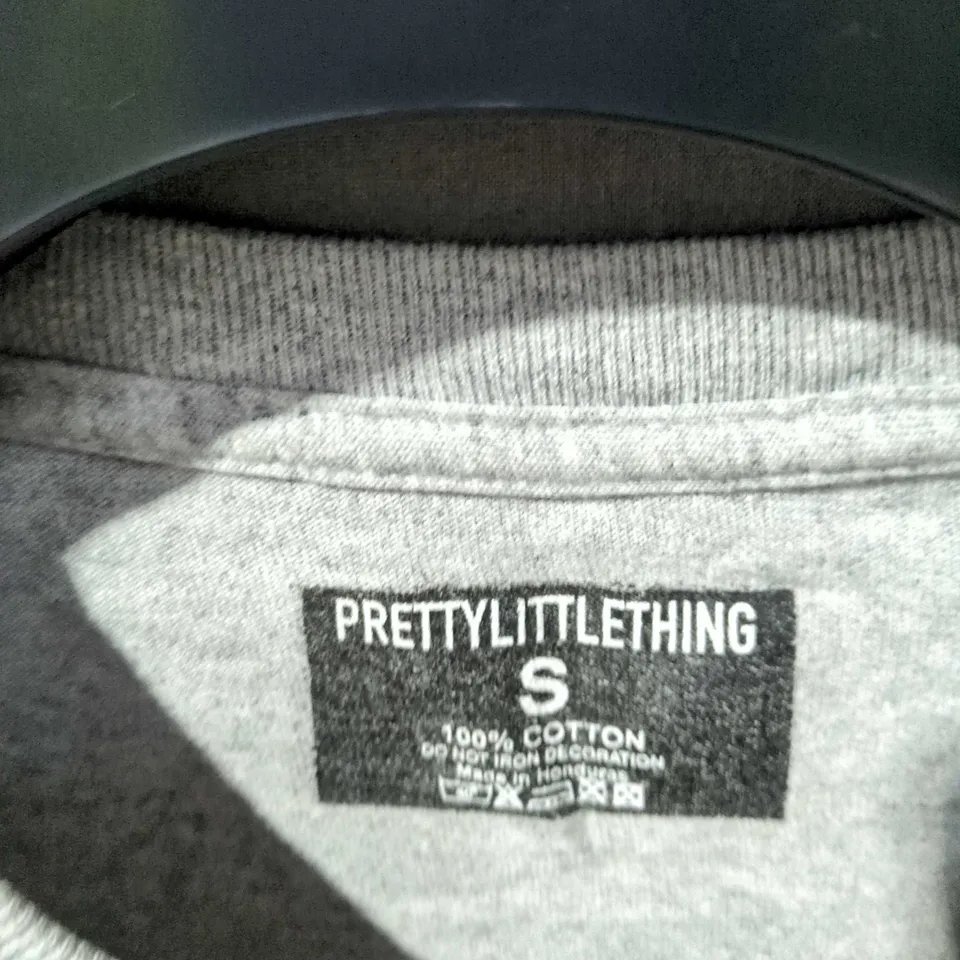 PRETTYLITTLETHING
S
100% COTTON
DO NOT IRON DECORATION
Made in Honduras